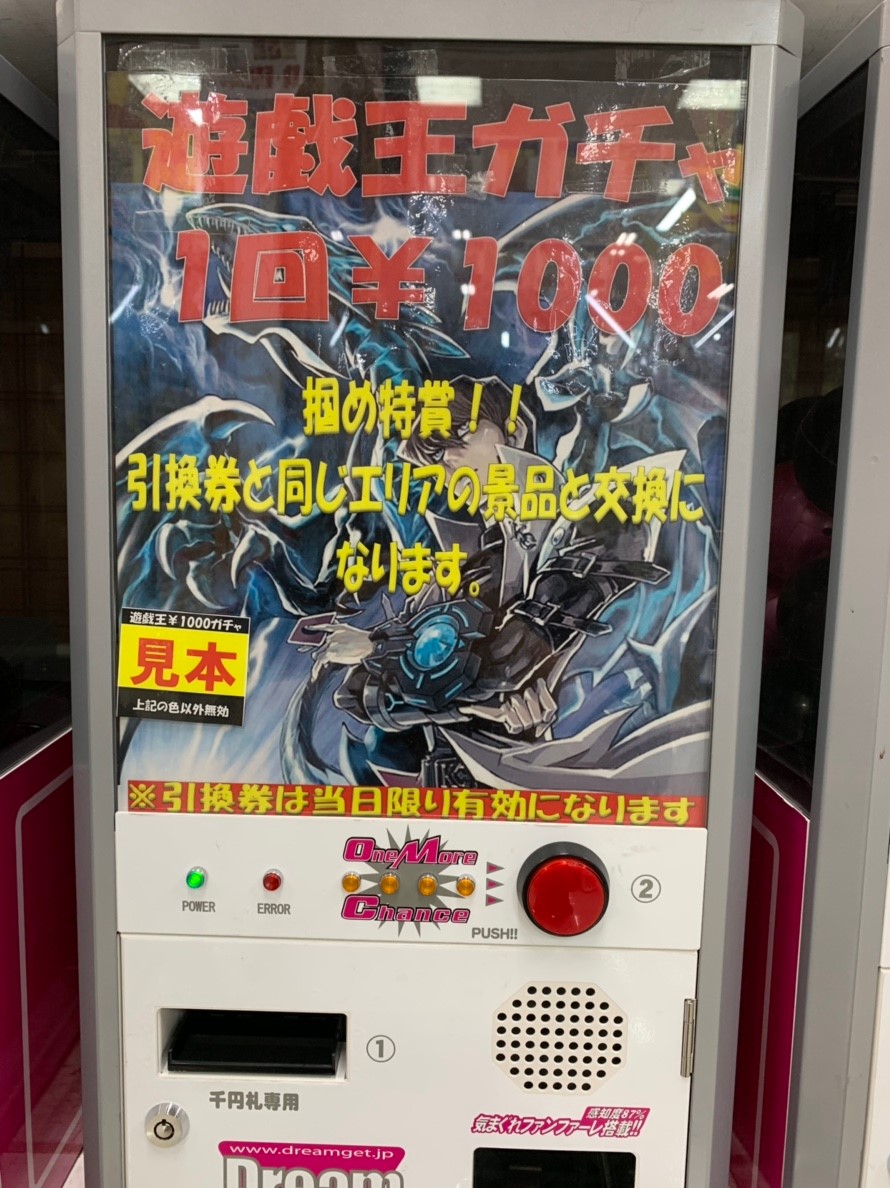 遊戯王ガチャ
1回￥1000
掴め特賞！！
引換券と同じエリアの景品と交換に
なります。
遊戯王￥1000ガチャ
見本
上記の色以外無効
※引換券は当日限り有効になります
One More
Chance
POWER
ERROR
PUSH!!
②
①
千円札専用
感知度87%
気まぐれファンファーレ搭載!!
www.dreamget.jp
Dream